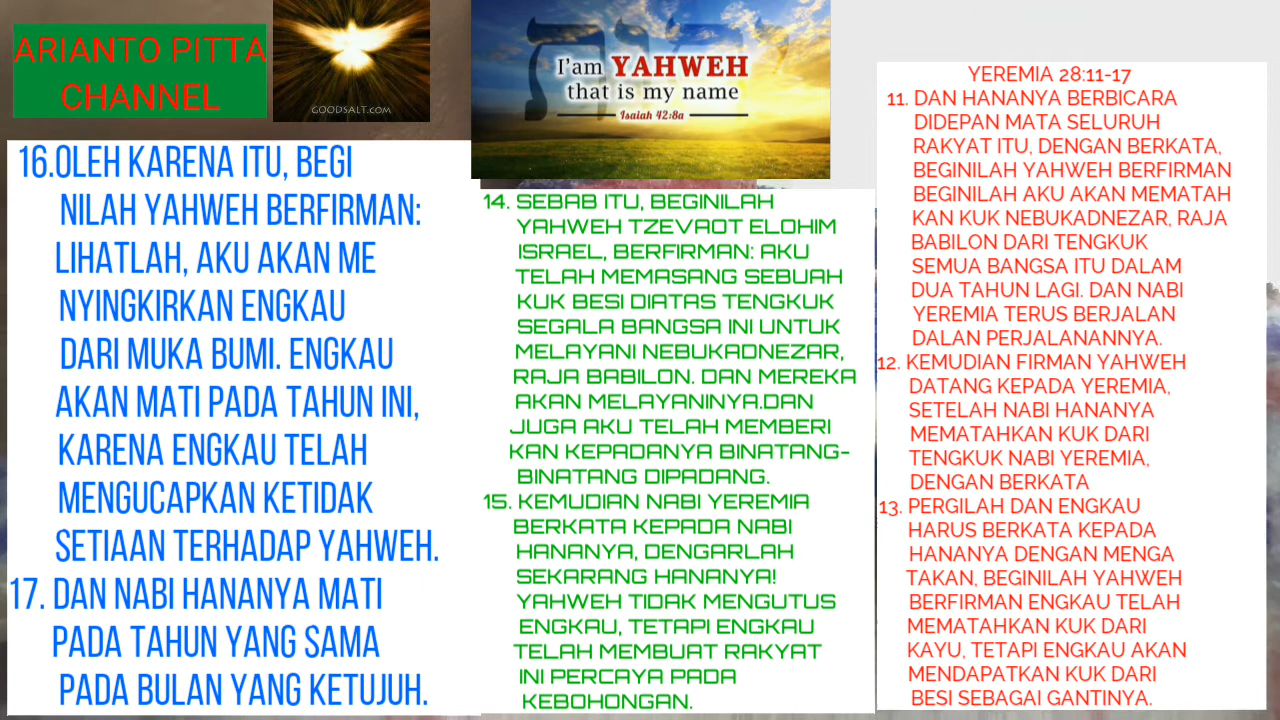 ARIANTO PITTA
CHANNEL
GOODSALT.COM
יהוה
I'am YAHWEH
that is my name
Isaiah 42:8a
YEREMIA 28:11-17
11. DAN HANANYA BERBICARA
DIDEPAN MATA SELURUH
RAKYAT ITU, DENGAN BERKATA,
BEGINILAH YAHWEH BERFIRMAN
BEGINILAH AKU AKAN MEMATAH
KAN KUK NEBUKADNEZAR, RAJA
BABILON DARI TENGKUK
SEMUA BANGSA ITU DALAM
DUA TAHUN LAGI. DAN NABI
YEREMIA TERUS BERJALAN
DALAN PERJALANANNYA.
12. KEMUDIAN FIRMAN YAHWEH
DATANG KEPADA YEREMIA,
SETELAH NABI HANANYA
MEMATAHKAN KUK DARI
TENGKUK NABI YEREMIA,
DENGAN BERKATA
13. PERGILAH DAN ENGKAU
HARUS BERKATA KEPADA
HANANYA DENGAN MENGA
TAKAN, BEGINILAH YAHWEH
BERFIRMAN ENGKAU TELAH
MEMATAHKAN KUK DARI
KAYU, TETAPI ENGKAU AKAN
MENDAPATKAN KUK DARI
BESI SEBAGAI GANTINYA.
14. SEBAB ITU, BEGINILAH
YAHWEH TZEVAOT ELOHIM
ISRAEL, BERFIRMAN: AKU
TELAH MEMASANG SEBUAH
KUK BESI DIATAS TENGKUK
SEGALA BANGSA INI UNTUK
MELAYANI NEBUKADNEZAR,
RAJA BABILON. DAN MEREKA
AKAN MELAYANINYA.DAN
JUGA AKU TELAH MEMBERI
KAN KEPADANYA BINATANG-
BINATANG DIPADANG.
15. KEMUDIAN NABI YEREMIA
BERKATA KEPADA NABI
HANANYA, DENGARLAH
SEKARANG HANANYA!
YAHWEH TIDAK MENGUTUS
ENGKAU, TETAPI ENGKAU
TELAH MEMBUAT RAKYAT
INI PERCAYA PADA
KEBOHONGAN.
16.OLEH KARENA ITU, BEGI
NILAH YAHWEH BERFIRMAN:
LIHATLAH, AKU AKAN ME
NYINGKIRKAN ENGKAU
DARI MUKA BUMI. ENGKAU
AKAN MATI PADA TAHUN INI,
KARENA ENGKAU TELAH
MENGUCAPKAN KETIDAK
SETIAAN TERHADAP YAHWEH.
17. DAN NABI HANANYA MATI
PADA TAHUN YANG SAMA
PADA BULAN YANG KETUJUH.